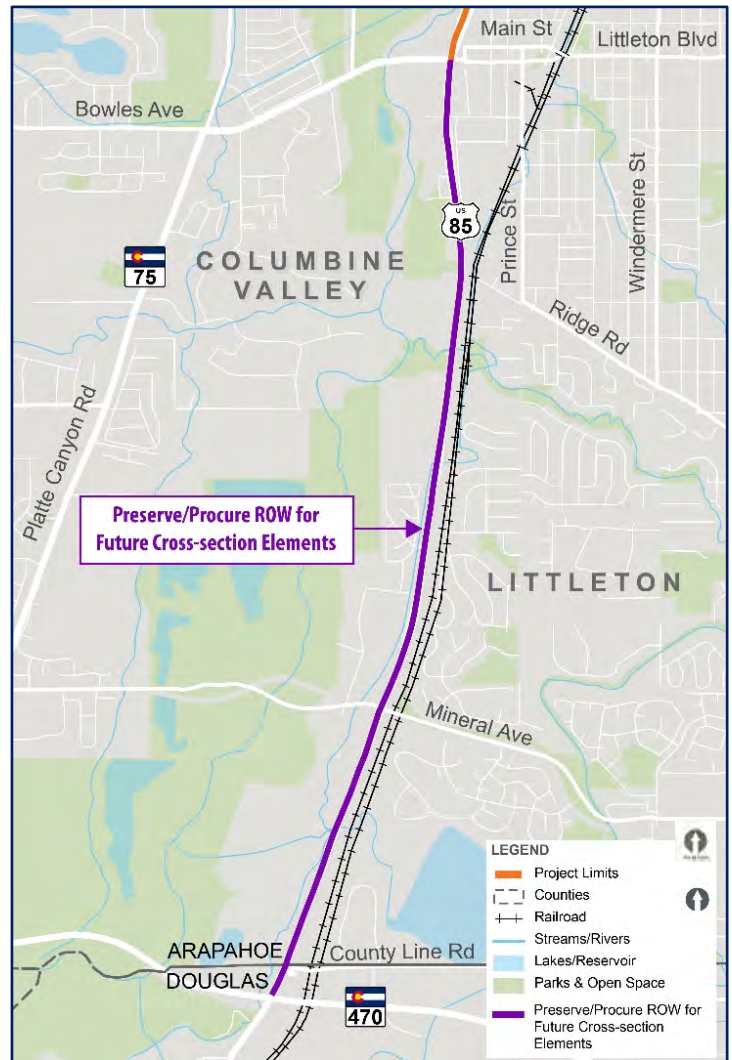 Main St
Littleton Blvd
Bowles Ave
US
85
75
COLUMBINE
VALLEY
Prince St
Windermere St
Ridge Rd
Platte Canyon Rd
Preserve/Procure ROW for
Future Cross-section Elements
LITTLETON
Mineral Ave
ARAPAHOE
County Line Rd
DOUGLAS
470
LEGEND
Project Limits
Counties
Railroad
Streams/Rivers
Lakes/Reservoir
Parks & Open Space
Preserve/Procure ROW for
Future Cross-section
Elements